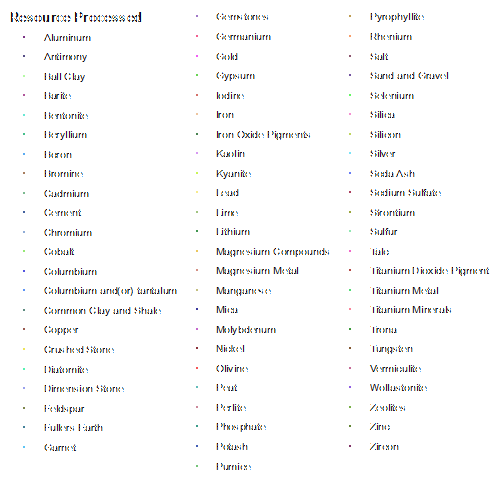 Resource Processed
Aluminum
Antimony
Ball Clay
Barite
Bentonite
Beryllium
Boron
Bromine
Cadmium
Cement
Chromium
Cobalt
Columbium
Columbium and(or) tantalum
Common Clay and Shale
Copper
Crushed Stone
Diatomite
Dimension Stone
Feldspar
Fullers Earth
Garnet
Gemstones
Germanium
Gold
Gypsum
Iodine
Iron
Iron Oxide Pigments
Kaolin
Kyanite
Lead
Lime
Lithium
Magnesium Compounds
Magnesium Metal
Manganese
Mica
Molybdenum
Nickel
Olivine
Peat
Perlite
Phosphate
Potash
Pumice
Pyrophyllite
Rhenium
Salt
Sand and Gravel
Selenium
Silica
Silicon
Silver
Soda Ash
Sodium Sulfate
Strontium
Sulfur
Talc
Titanium Dioxide Pigment
Titanium Metal
Titanium Minerals
Trona
Tungsten
Vermiculite
Wollastonite
Zeolites
Zinc
Zircon